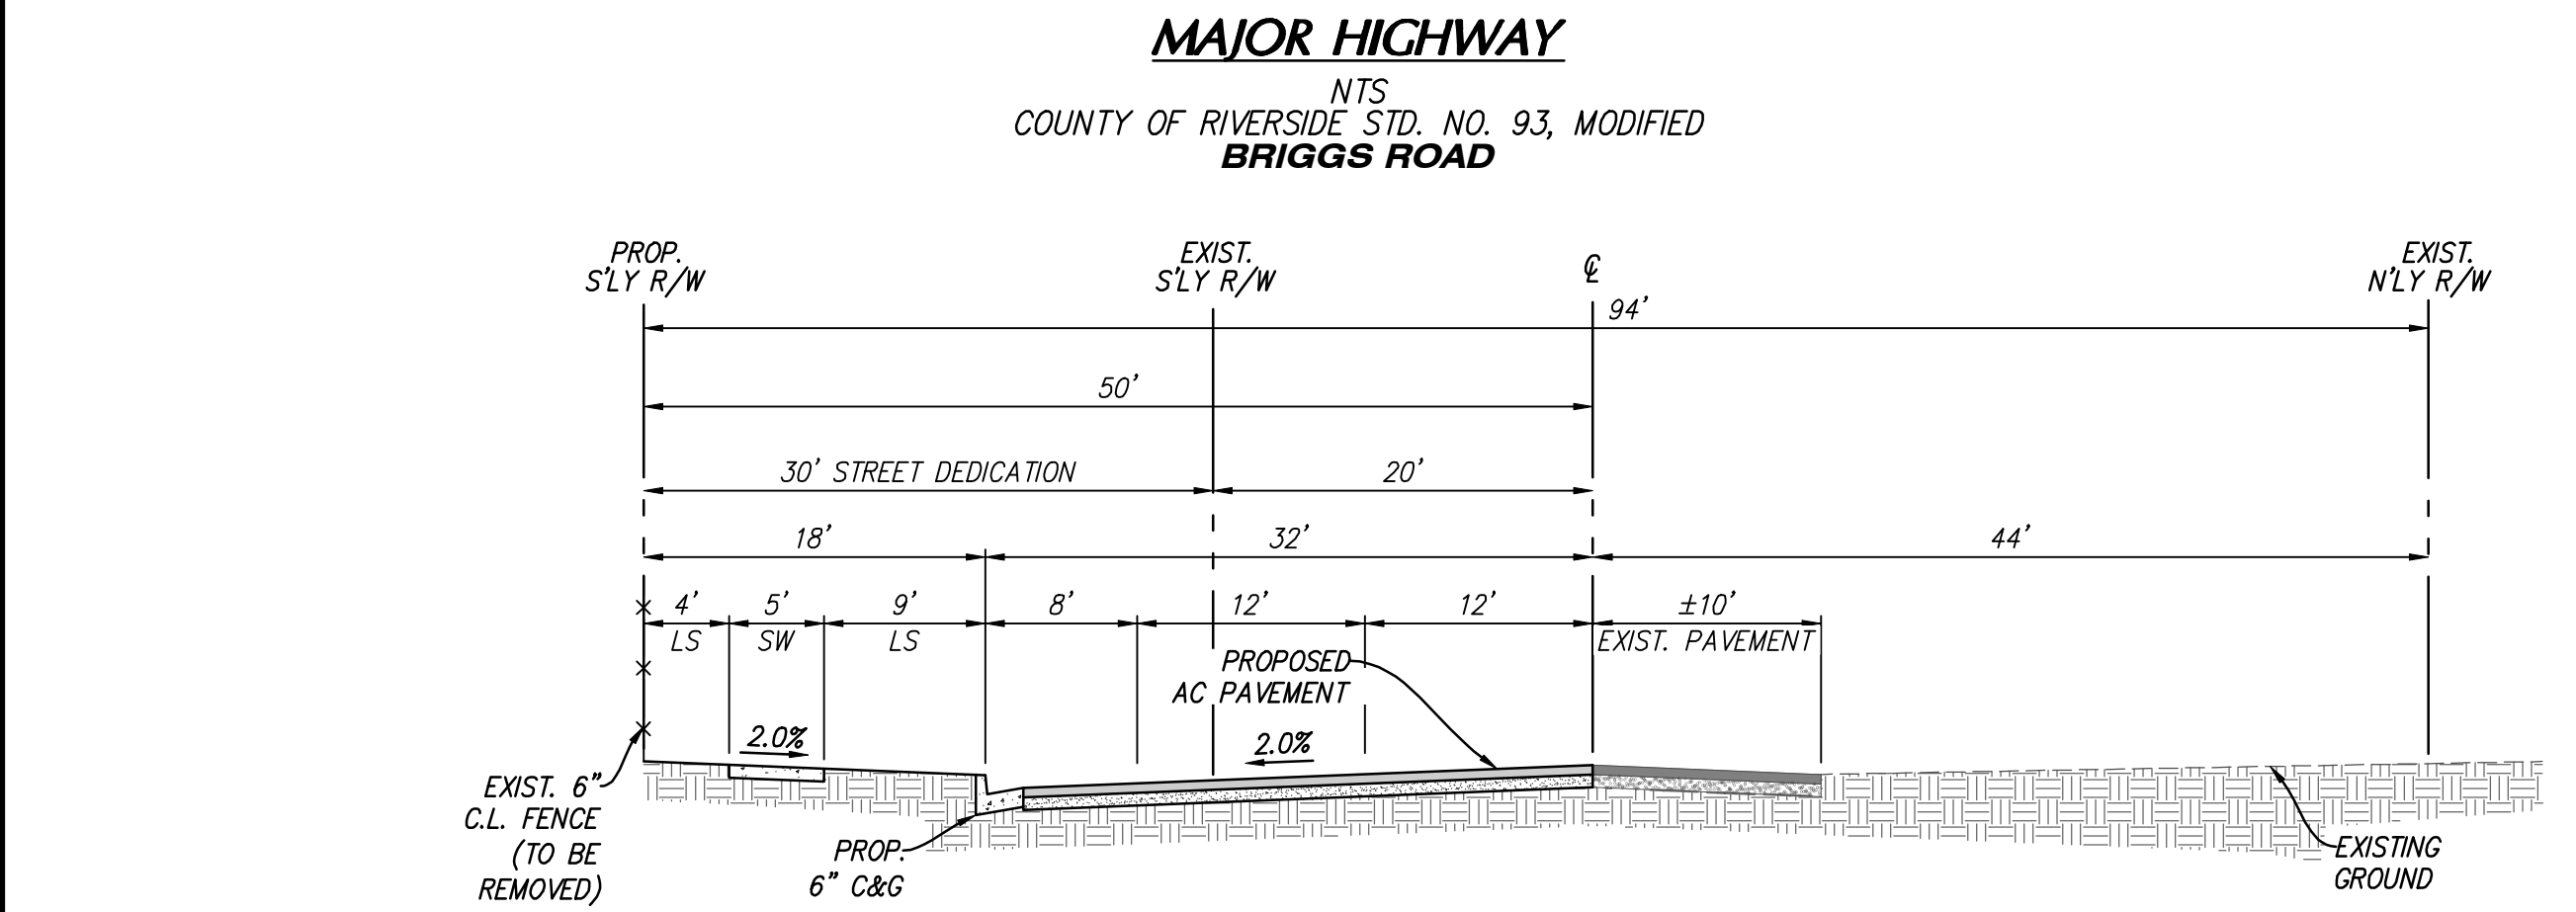 MAJOR HIGHWAY
NTS
COUNTY OF RIVERSIDE STD. NO. 93, MODIFIED
BRIGGS ROAD
PROP.
S'LY R/W
EXIST.
S'LY R/W
℄
EXIST.
N'LY R/W
94'
50'
30' STREET DEDICATION
20'
18'
32'
44'
4'
5'
9'
8'
12'
12'
±10'
LS
SW
LS
EXIST. PAVEMENT
PROPOSED
AC PAVEMENT
2.0%
2.0%
EXIST. 6"
C.L. FENCE
(TO BE
REMOVED)
PROP.
6" C&G
EXISTING
GROUND